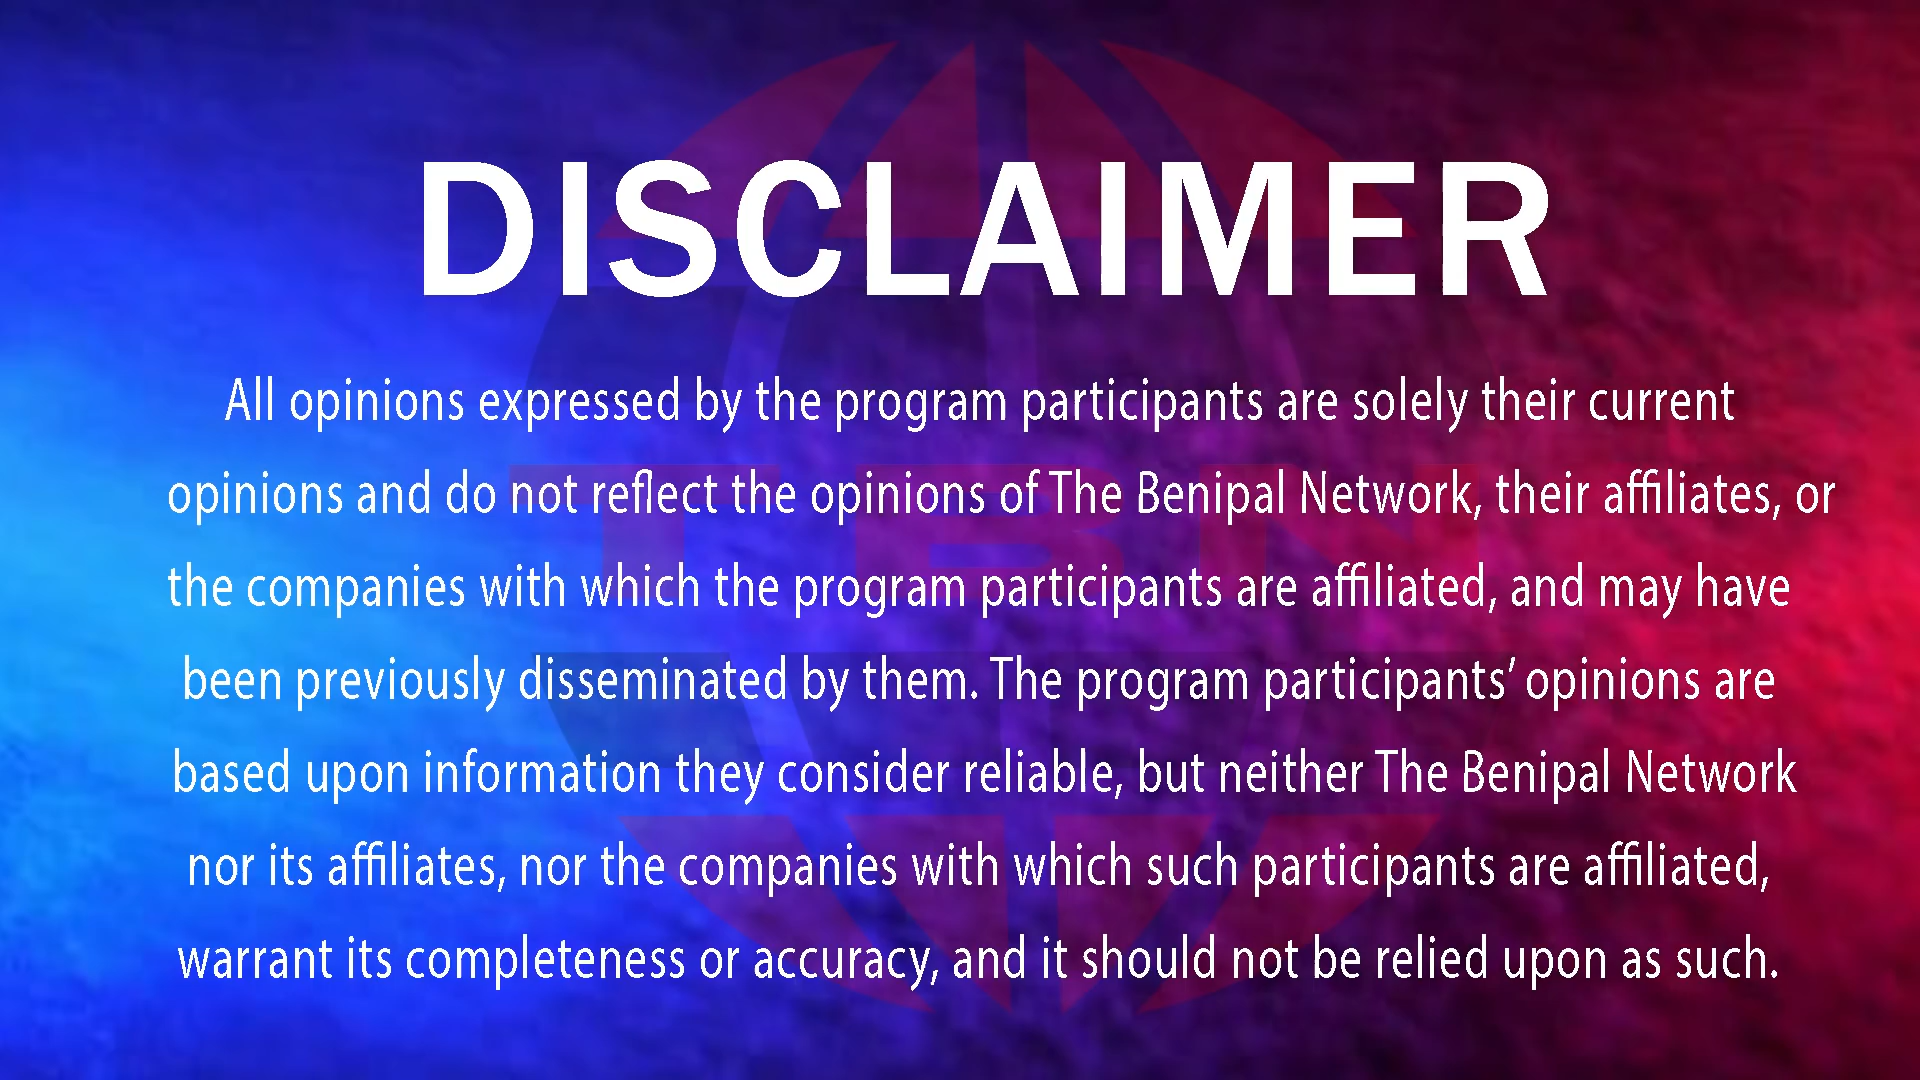 DISCLAIMER
All opinions expressed by the program participants are solely their current
opinions and do not reflect the opinions of The Benipal Network, their affiliates, or
the companies with which the program participants are affiliated, and may have
been previously disseminated by them. The program participants’ opinions are
based upon information they consider reliable, but neither The Benipal Network
nor its affiliates, nor the companies with which such participants are affiliated,
warrant its completeness or accuracy, and it should not be relied upon as such.
TBN